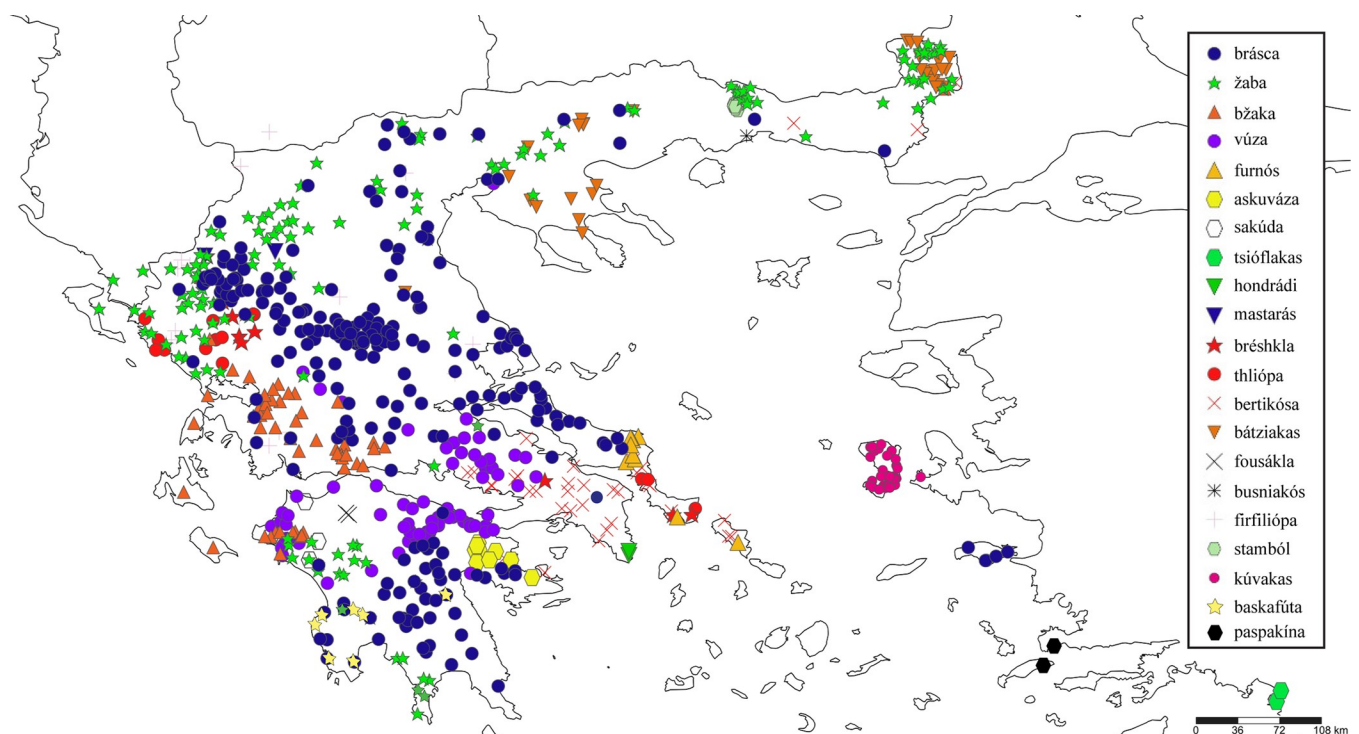 brásca
žaba
bžaka
vúza
furnós
askuváza
sakúda
tsióflakas
hondrádi
mastarás
bréshkla
thliópa
bertikósa
bátziakas
fousákla
busniakós
firfiliópa
stamból
kúvakas
baskafúta
paspakína
0 36 72 108 km